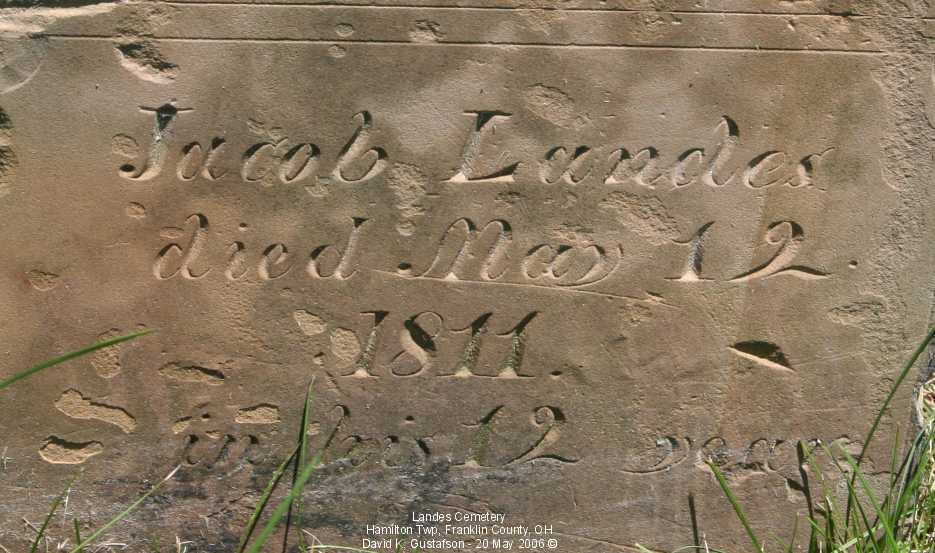 Jacob Landes
died May 12
1811.
in his 12 year
Landes Cemetery
Hamilton Twp, Franklin County, OH
David K. Gustafson - 20 May 2006 ©